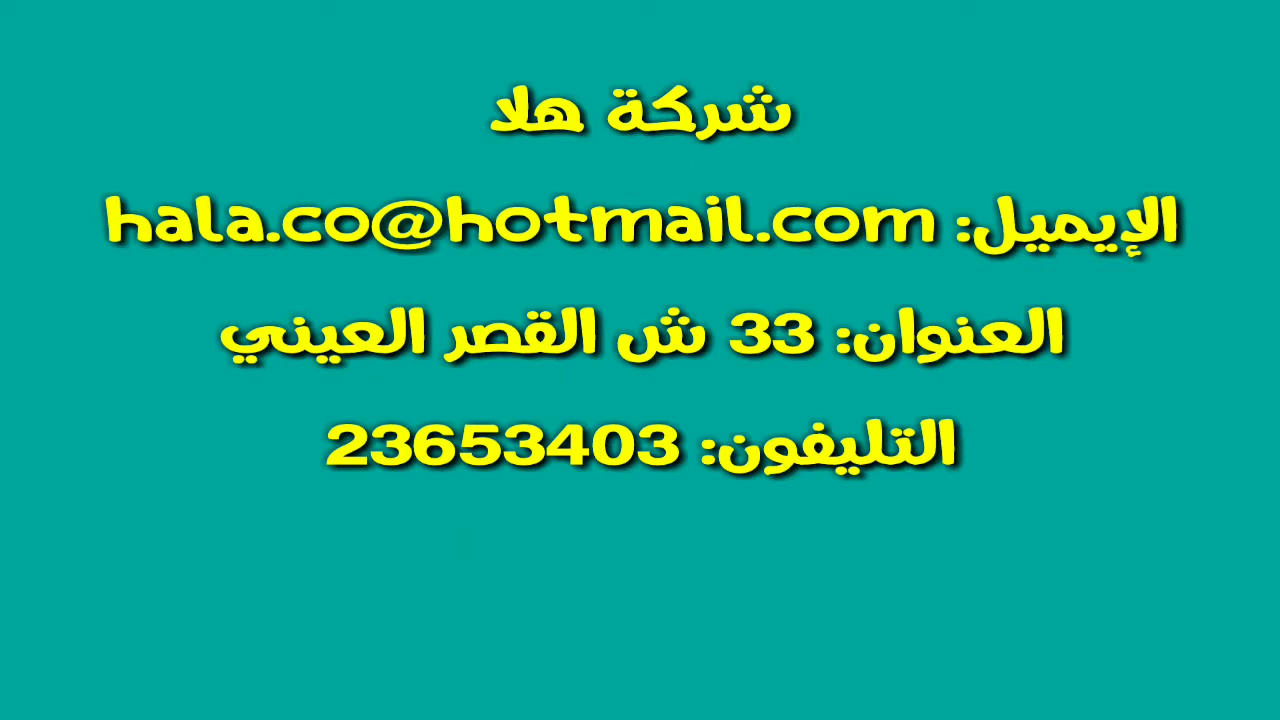 شركة هلا
الإيميل: hala.co@hotmail.com
العنوان: 33 ش القصر العيني
التليفون: 23653403